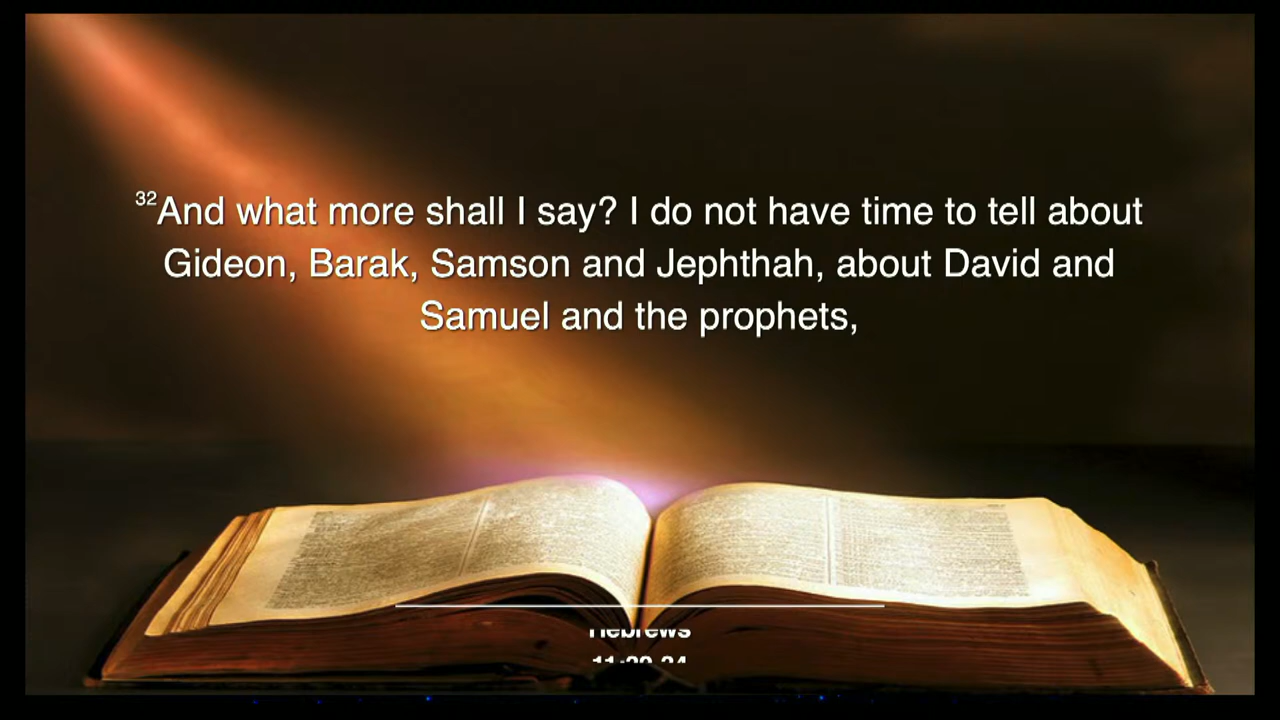 32And what more shall I say? I do not have time to tell about
Gideon, Barak, Samson and Jephthah, about David and
Samuel and the prophets,
Hebrews